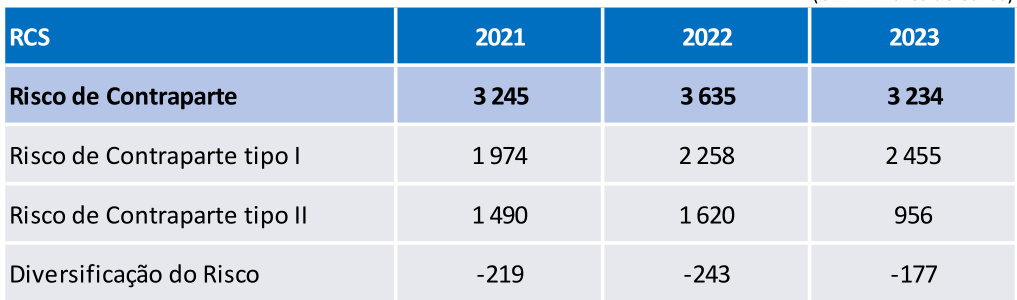 RCS 2021 2022 2023
Risco de Contraparte 3 245 3 635 3 234
Risco de Contraparte tipo I 1 974 2 258 2 455
Risco de Contraparte tipo II 1 490 1 620 956
Diversificação do Risco -219 -243 -177